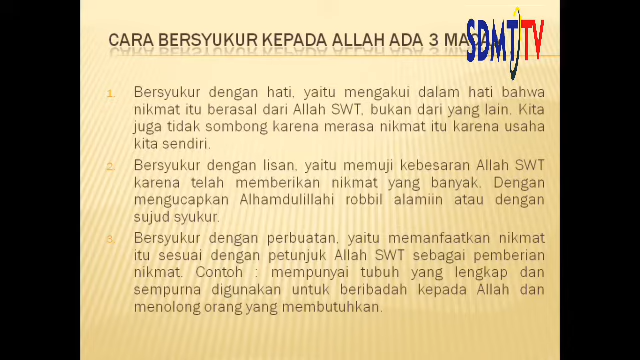 CARA BERSYUKUR KEPADA ALLAH ADA 3
SDMTJTV
1. Bersyukur dengan hati, yaitu mengakui dalam hati bahwa
nikmat itu berasal dari Allah SWT, bukan dari yang lain. Kita
juga tidak sombong karena merasa nikmat itu karena usaha
kita sendiri.
2. Bersyukur dengan lisan, yaitu memuji kebesaran Allah SWT
karena telah memberikan nikmat yang banyak. Dengan
mengucapkan Alhamdulillahi robbil alamiin atau dengan
sujud syukur.
3. Bersyukur dengan perbuatan, yaitu memanfaatkan nikmat
itu sesuai dengan petunjuk Allah SWT sebagai pemberian
nikmat. Contoh : mempunyai tubuh yang lengkap dan
sempurna digunakan untuk beribadah kepada Allah dan
menolong orang yang membutuhkan.